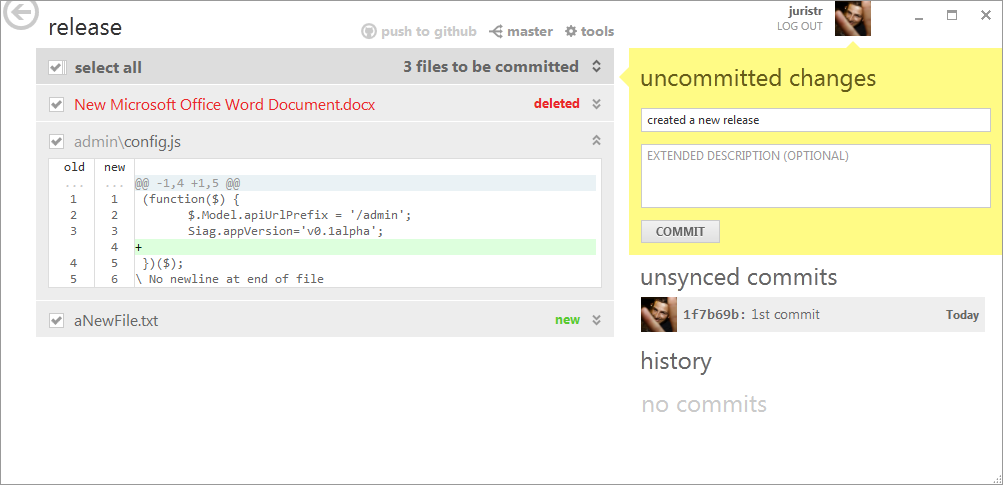 release
push to github master tools
juristr
LOG OUT
select all 3 files to be committed
New Microsoft Office Word Document.docx deleted
admin\config.js
old new
... ... @@ -1,4 +1,5 @@
1 1 (function($) {
2 2 $.Model.apiUrlPrefix = '/admin';
3 3 Siag.appVersion='v0.1alpha';
4 +
4 5 })($);
5 6 \ No newline at end of file
aNewFile.txt new
uncommitted changes
created a new release
EXTENDED DESCRIPTION (OPTIONAL)
COMMIT
unsynced commits
1f7b69b: 1st commit Today
history
no commits